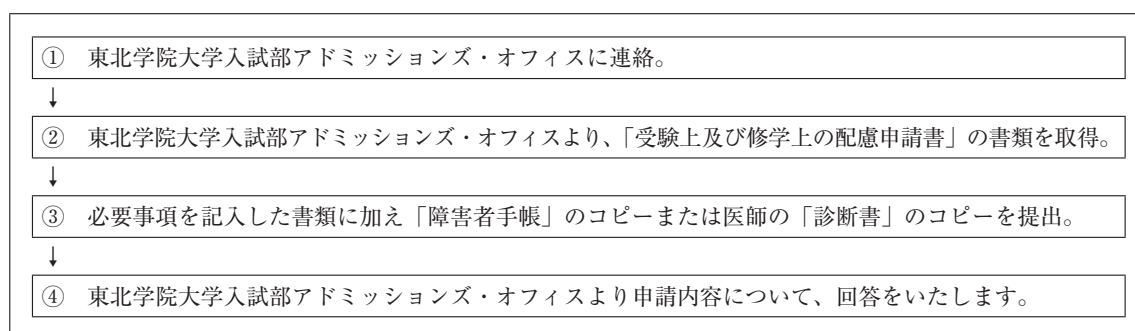 ① 東北学院大学入試部アドミッションズ・オフィスに連絡。
↓
② 東北学院大学入試部アドミッションズ・オフィスより、「受験上及び修学上の配慮申請書」の書類を取得。
↓
③ 必要事項を記入した書類に加え「障害者手帳」のコピーまたは医師の「診断書」のコピーを提出。
↓
④ 東北学院大学入試部アドミッションズ・オフィスより申請内容について、回答をいたします。